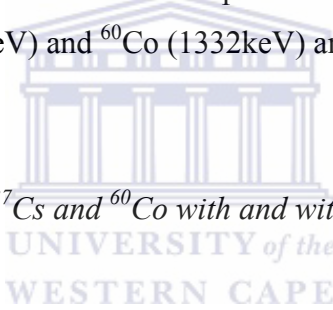 eV) and ⁶⁰Co (1332keV) an
⁷Cs and ⁶⁰Co with and wit
UNIVERSITY of the
WESTERN CAPE